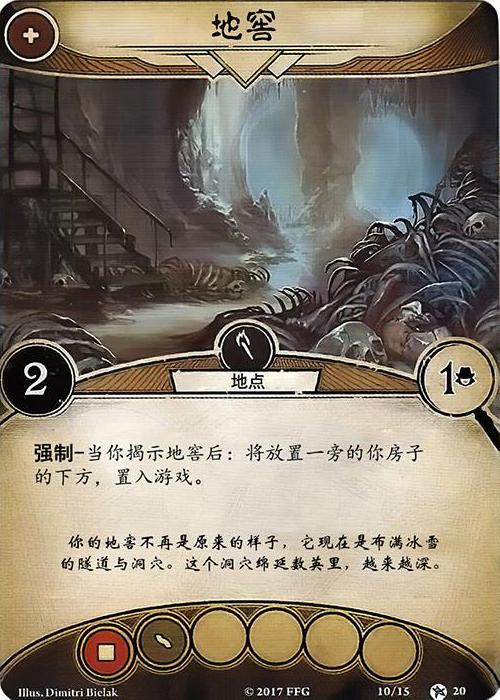 地窖
2
1
地点
强制–当你揭示地窖后：将放置一旁的你房子
的下方，置入游戏。
你的地窖不再是原来的样子，它现在是布满冰雪
的隧道与洞穴。这个洞穴绵延数英里，越来越深。
Illus. Dimitri Bielak
© 2017 FFG
10/15
20